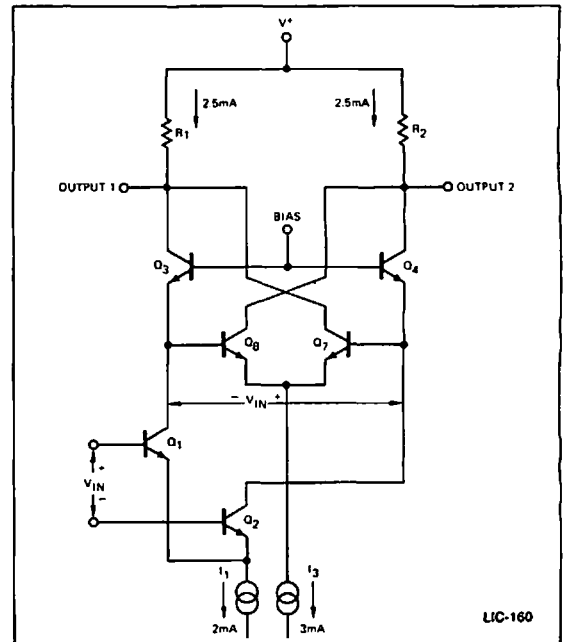 V+
2.5mA 2.5mA
R1 R2
OUTPUT 1 OUTPUT 2
BIAS
Q3 Q4
Q8 Q7
- VIN +
Q1
+
VIN
-
Q2
I1 I3
2mA 3mA
LIC-160